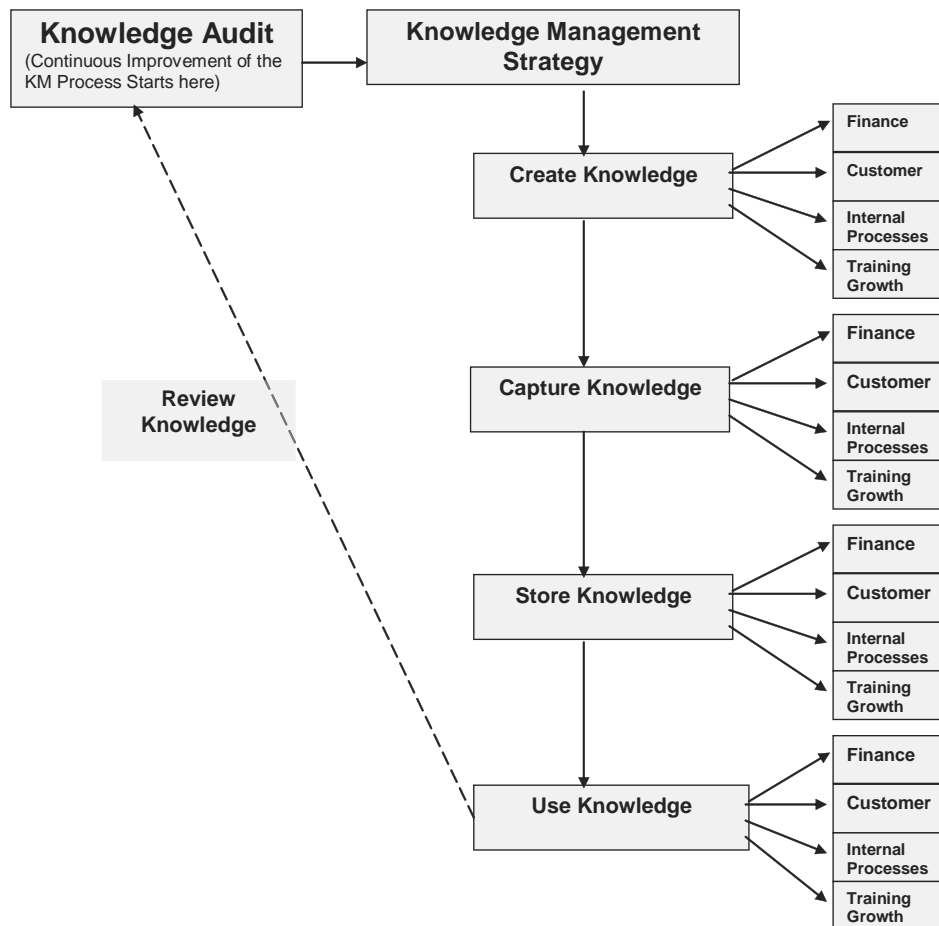 Knowledge Audit
(Continuous Improvement of the
KM Process Starts here)
Knowledge Management
Strategy
Create Knowledge
Finance
Customer
Internal
Processes
Training
Growth
Capture Knowledge
Finance
Customer
Internal
Processes
Training
Growth
Review
Knowledge
Store Knowledge
Finance
Customer
Internal
Processes
Training
Growth
Use Knowledge
Finance
Customer
Internal
Processes
Training
Growth